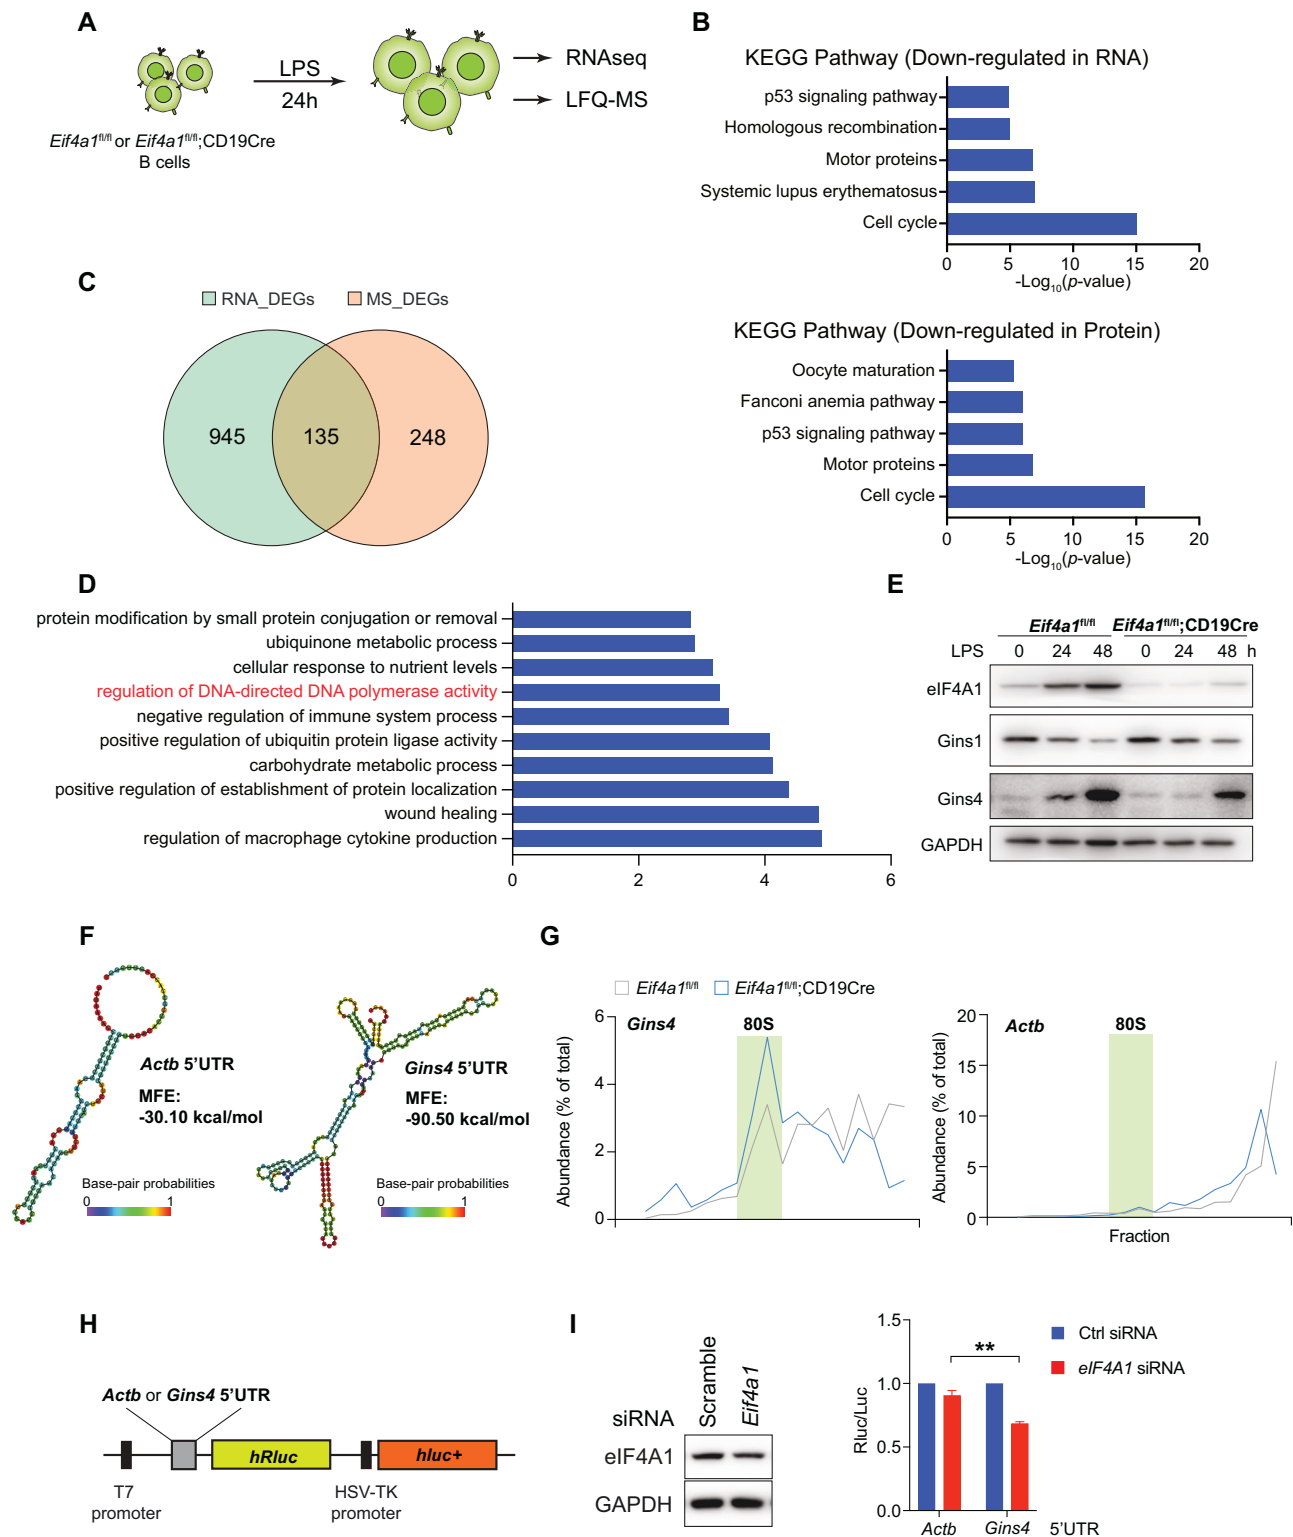 A
LPS
24h
RNAseq
LFQ-MS
Eif4a1fl/fl or Eif4a1fl/fl;CD19Cre
B cells
B
KEGG Pathway (Down-regulated in RNA)
p53 signaling pathway
Homologous recombination
Motor proteins
Systemic lupus erythematosus
Cell cycle
0 5 10 15 20
-Log10(p-value)
KEGG Pathway (Down-regulated in Protein)
Oocyte maturation
Fanconi anemia pathway
p53 signaling pathway
Motor proteins
Cell cycle
0 5 10 15 20
-Log10(p-value)
C
RNA_DEGs MS_DEGs
945 135 248
D
protein modification by small protein conjugation or removal
ubiquinone metabolic process
cellular response to nutrient levels
regulation of DNA-directed DNA polymerase activity
negative regulation of immune system process
positive regulation of ubiquitin protein ligase activity
carbohydrate metabolic process
positive regulation of establishment of protein localization
wound healing
regulation of macrophage cytokine production
0 2 4 6
E
Eif4a1fl/fl Eif4a1fl/fl;CD19Cre
LPS 0 24 48 0 24 48 h
eIF4A1
Gins1
Gins4
GAPDH
F
Actb 5'UTR
MFE:
-30.10 kcal/mol
Base-pair probabilities
0 1
Gins4 5'UTR
MFE:
-90.50 kcal/mol
Base-pair probabilities
0 1
G
Eif4a1fl/fl Eif4a1fl/fl;CD19Cre
Gins4 80S
Abundance (% of total)
6
4
2
0
Actb 80S
Abundance (% of total)
20
15
10
5
0
Fraction
H
Actb or Gins4 5'UTR
hRluc
hluc+
T7
promoter
HSV-TK
promoter
I
siRNA Scramble Eif4a1
eIF4A1
GAPDH
Rluc/Luc
1.5
1.0
0.5
0.0
**
Ctrl siRNA
eIF4A1 siRNA
Actb Gins4 5'UTR